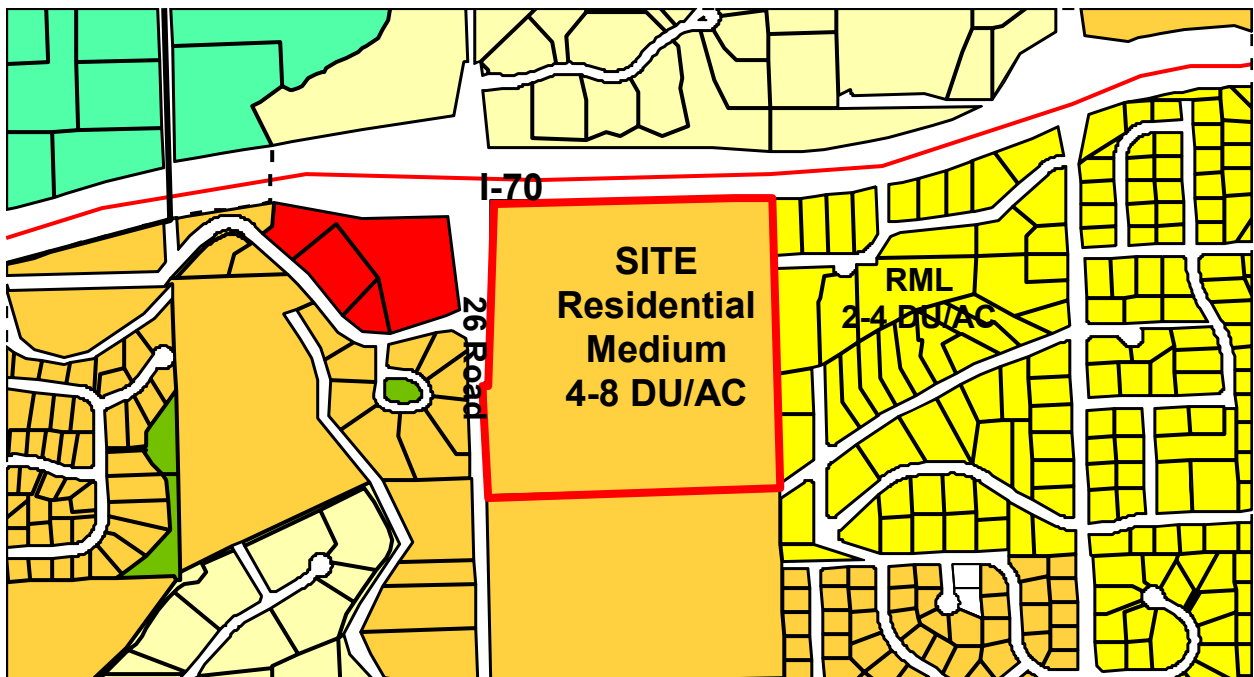 I-70
SITE
Residential
Medium
4-8 DU/AC
RML
2-4 DU/AC
26 Road